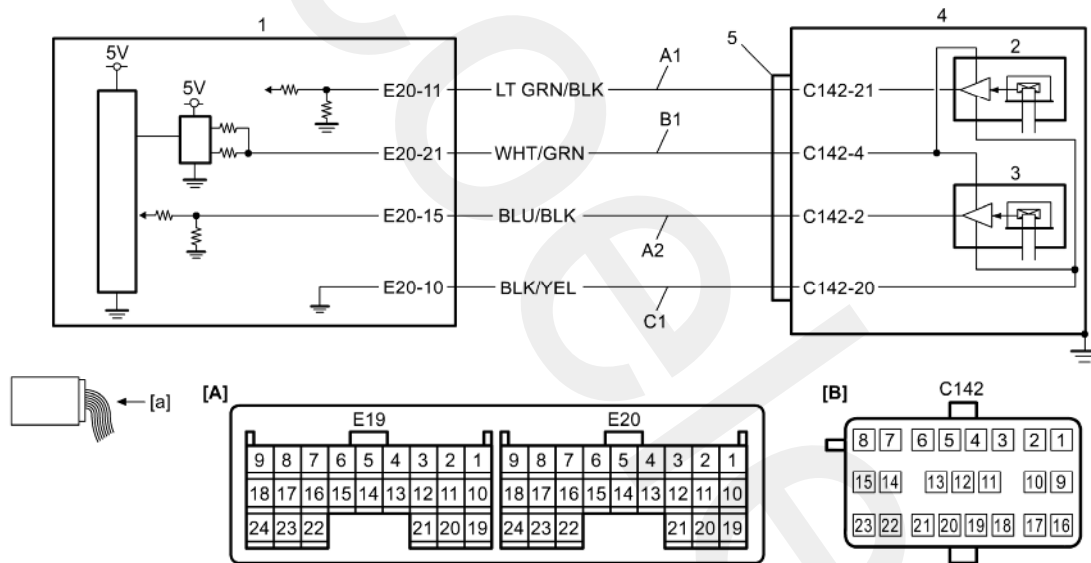 1
4
5V
5V
5
A1
2
E20-11 LT GRN/BLK C142-21
B1
E20-21 WHT/GRN C142-4
3
E20-15 BLU/BLK C142-2
A2
E20-10 BLK/YEL C142-20
C1
[a]
[A]
E19 E20
9 8 7 6 5 4 3 2 1 9 8 7 6 5 4 3 2 1
18 17 16 15 14 13 12 11 10 18 17 16 15 14 13 12 11 10
24 23 22 21 20 19 24 23 22 21 20 19
[B]
C142
8 7 6 5 4 3 2 1
15 14 13 12 11 10 9
23 22 21 20 19 18 17 16